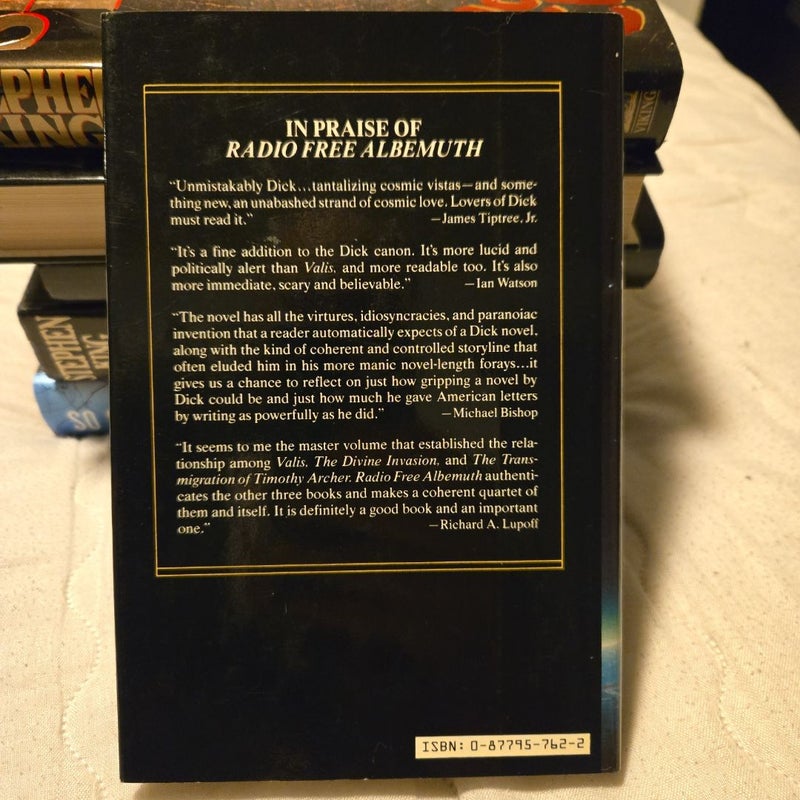 IN PRAISE OF
RADIO FREE ALBEMUTH
“Unmistakably Dick...tantalizing cosmic vistas—and some-
thing new, an unabashed strand of cosmic love. Lovers of Dick
must read it.” —James Tiptree, Jr.
“It's a fine addition to the Dick canon. It's more lucid and
politically alert than Valis, and more readable too. It's also
more immediate, scary and believable.” —Ian Watson
“The novel has all the virtures, idiosyncracies, and paranoiac
invention that a reader automatically expects of a Dick novel,
along with the kind of coherent and controlled storyline that
often eluded him in his more manic novel-length forays...it
gives us a chance to reflect on just how gripping a novel by
Dick could be and just how much he gave American letters
by writing as powerfully as he did.” —Michael Bishop
“It seems to me the master volume that established the rela-
tionship among Valis, The Divine Invasion, and The Trans-
migration of Timothy Archer. Radio Free Albemuth authenti-
cates the other three books and makes a coherent quartet of
them and itself. It is definitely a good book and an important
one.” —Richard A. Lupoff
ISBN: 0-87795-762-2
EPHEN
KING
VIKING
STEPHEN
KING
SO